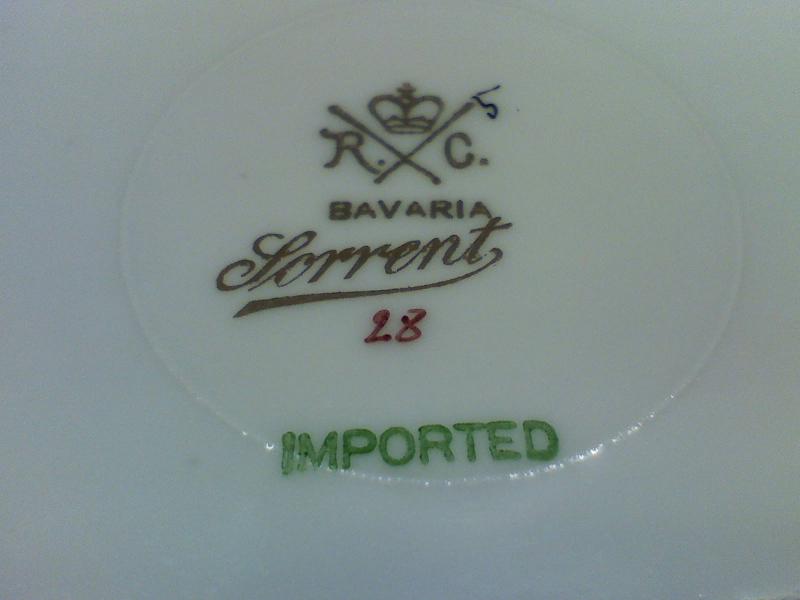 5
R. C.
BAVARIA
Sorrent
28
IMPORTED